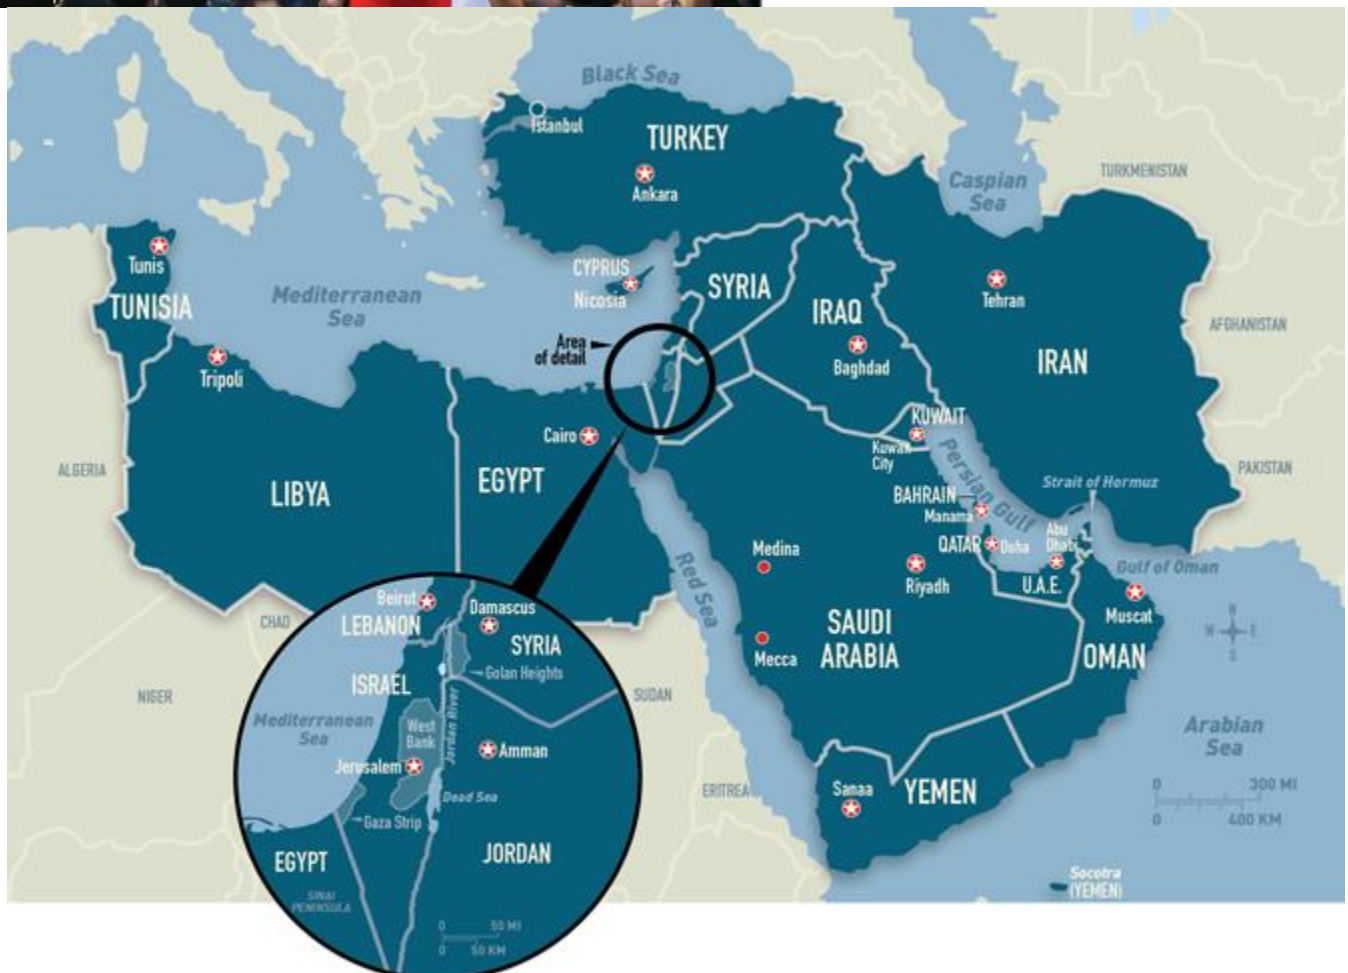 Black Sea
Istanbul
TURKEY
Ankara
Caspian
Sea
TURKMENISTAN
Tunis
TUNISIA
Mediterranean
Sea
CYPRUS
Nicosia
SYRIA
IRAQ
Baghdad
Tehran
IRAN
AFGHANISTAN
Area
of detail
Tripoli
Cairo
KUWAIT
Kuwait
City
ALGERIA
LIBYA
EGYPT
Persian Gulf
PAKISTAN
Strait of Hormuz
BAHRAIN
Manama
QATAR
Doha
Abu
Dhabi
U.A.E.
Gulf of Oman
Muscat
Medina
Riyadh
Red Sea
SAUDI
ARABIA
Mecca
OMAN
N
W
E
S
CHAD
NIGER
SUDAN
ERITREA
Arabian
Sea
0 300 MI
0 400 KM
Sanaa
YEMEN
Socotra
(YEMEN)
Beirut
LEBANON
Damascus
SYRIA
Golan Heights
ISRAEL
Mediterranean
Sea
West
Bank
Jordan River
Jerusalem
Amman
Dead Sea
Gaza Strip
EGYPT
JORDAN
SINAI
PENINSULA
0 50 MI
0 50 KM